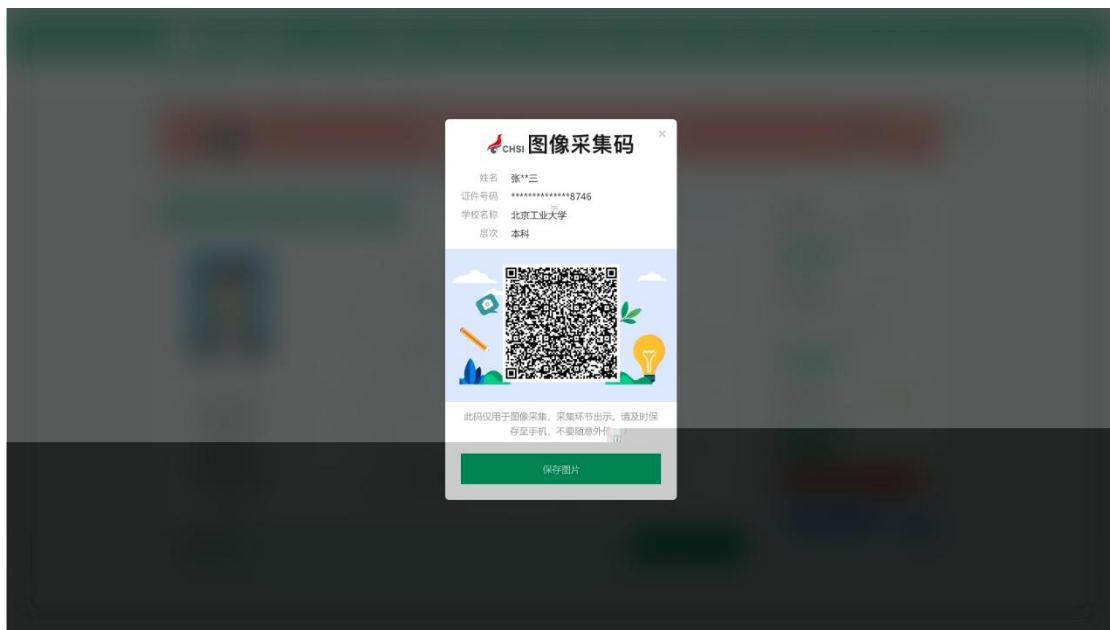 CHSI 图像采集码
×
姓名 张**三
证件号码 **************8746
学校名称 北京工业大学
层次 本科
此码仅用于图像采集，采集环节出示。请及时保
存至手机，不要随意外
保存图片